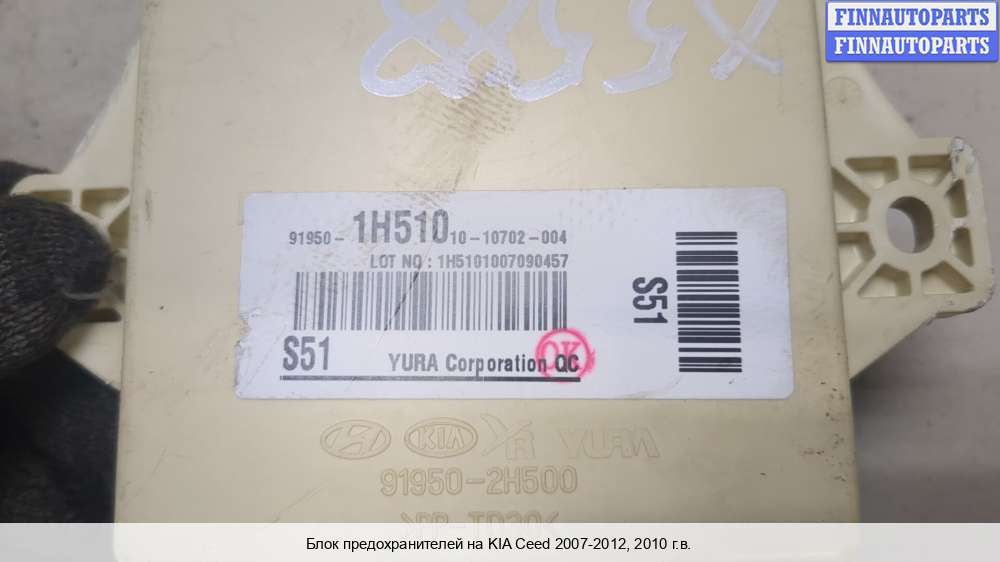 FINNAUTOPARTS
FINNAUTOPARTS
X5588
91950- 1H510 10-10702-004
LOT NO : 1H5101007090457
S51
S51 YURA Corporation QC
OK
KIA YURA
91950-2H500
Блок предохранителей на KIA Ceed 2007-2012, 2010 г.в.